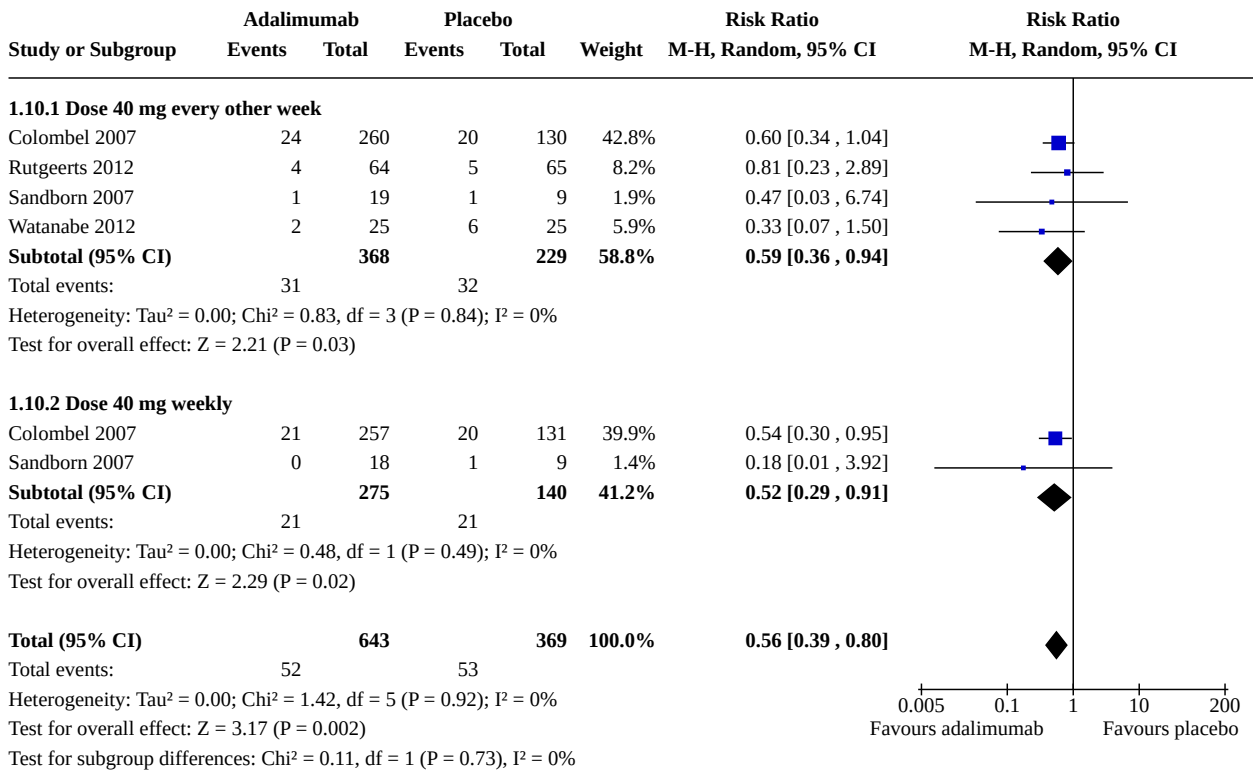 Adalimumab Placebo Risk Ratio Risk Ratio
Study or Subgroup Events Total Events Total Weight M-H, Random, 95% CI M-H, Random, 95% CI
1.10.1 Dose 40 mg every other week
Colombel 2007 24 260 20 130 42.8% 0.60 [0.34 , 1.04]
Rutgeerts 2012 4 64 5 65 8.2% 0.81 [0.23 , 2.89]
Sandborn 2007 1 19 1 9 1.9% 0.47 [0.03 , 6.74]
Watanabe 2012 2 25 6 25 5.9% 0.33 [0.07 , 1.50]
Subtotal (95% CI) 368 229 58.8% 0.59 [0.36 , 0.94]
Total events: 31 32
Heterogeneity: Tau² = 0.00; Chi² = 0.83, df = 3 (P = 0.84); I² = 0%
Test for overall effect: Z = 2.21 (P = 0.03)
1.10.2 Dose 40 mg weekly
Colombel 2007 21 257 20 131 39.9% 0.54 [0.30 , 0.95]
Sandborn 2007 0 18 1 9 1.4% 0.18 [0.01 , 3.92]
Subtotal (95% CI) 275 140 41.2% 0.52 [0.29 , 0.91]
Total events: 21 21
Heterogeneity: Tau² = 0.00; Chi² = 0.48, df = 1 (P = 0.49); I² = 0%
Test for overall effect: Z = 2.29 (P = 0.02)
Total (95% CI) 643 369 100.0% 0.56 [0.39 , 0.80]
Total events: 52 53
Heterogeneity: Tau² = 0.00; Chi² = 1.42, df = 5 (P = 0.92); I² = 0%
0.005 0.1 1 10 200
Test for overall effect: Z = 3.17 (P = 0.002)
Favours adalimumab Favours placebo
Test for subgroup differences: Chi² = 0.11, df = 1 (P = 0.73), I² = 0%